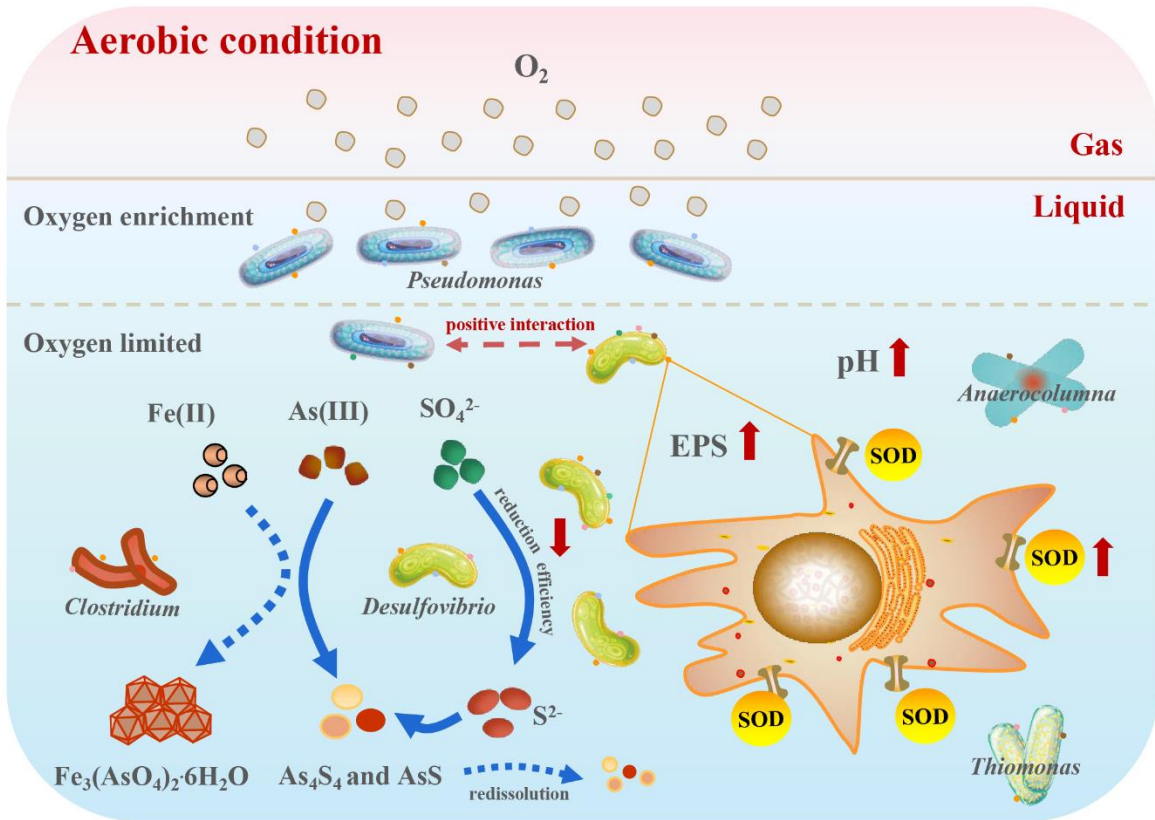 Aerobic condition
O₂
Gas
Liquid
Oxygen enrichment
Pseudomonas
Oxygen limited
positive interaction
pH
Anaerocolumna
Fe(II)
As(III)
SO₄²⁻
EPS
SOD
reduction efficiency
SOD
Clostridium
Desulfovibrio
SOD
SOD
S²⁻
Thiomonas
Fe₃(AsO₄)₂·6H₂O
As₄S₄ and AsS
redissolution